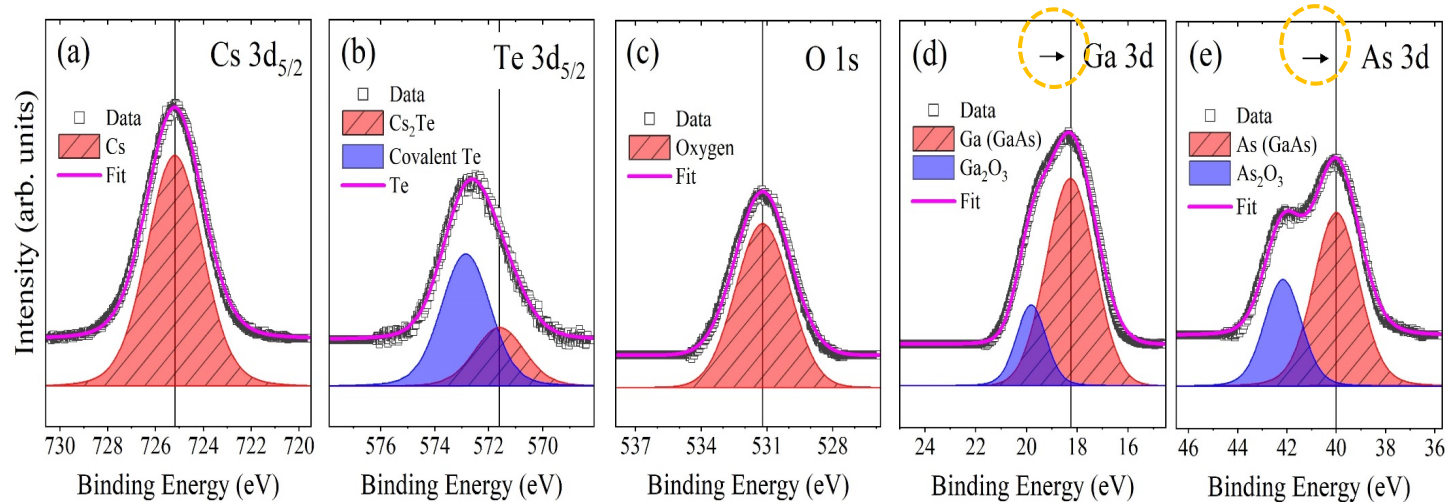 Intensity (arb. units)
(a) Cs 3d5/2
Data
Cs
Fit
730 728 726 724 722 720
Binding Energy (eV)
(b) Te 3d5/2
Data
Cs2Te
Covalent Te
Te
576 574 572 570
Binding Energy (eV)
(c) O 1s
Data
Oxygen
Fit
537 534 531 528
Binding Energy (eV)
(d) → Ga 3d
Data
Ga (GaAs)
Ga2O3
Fit
24 22 20 18 16
Binding Energy (eV)
(e) → As 3d
Data
As (GaAs)
As2O3
Fit
46 44 42 40 38 36
Binding Energy (eV)